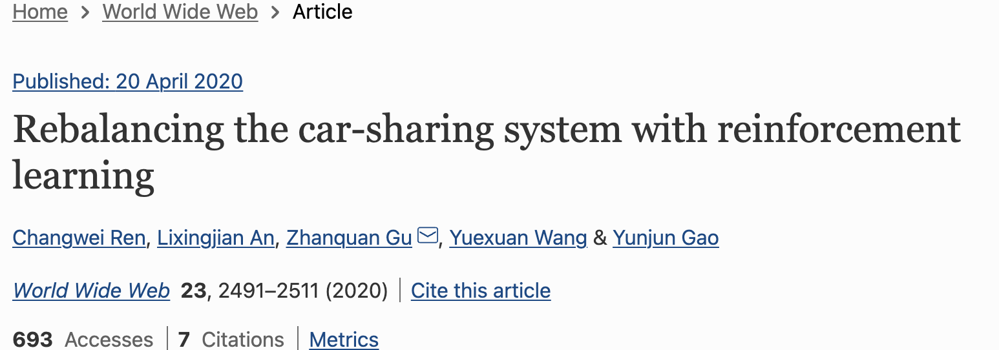 Home > World Wide Web > Article
Published: 20 April 2020
Rebalancing the car-sharing system with reinforcement
learning
Changwei Ren, Lixingjian An, Zhanquan Gu, Yuexuan Wang & Yunjun Gao
World Wide Web 23, 2491–2511 (2020) | Cite this article
693 Accesses | 7 Citations | Metrics